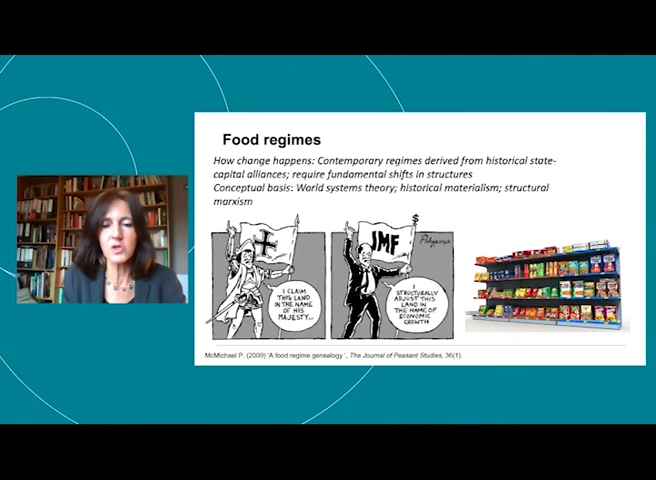 Food regimes
How change happens: Contemporary regimes derived from historical state-
capital alliances; require fundamental shifts in structures
Conceptual basis: World systems theory; historical materialism; structural
marxism
I CLAIM
THIS LAND
IN THE NAME
OF HIS
MAJESTY...
$
IMF
Polyp
I
STRUCTURALLY
ADJUST THIS
LAND IN
THE NAME OF
ECONOMIC
GROWTH
McMichael P. (2009) 'A food regime genealogy', The Journal of Peasant Studies, 36(1).